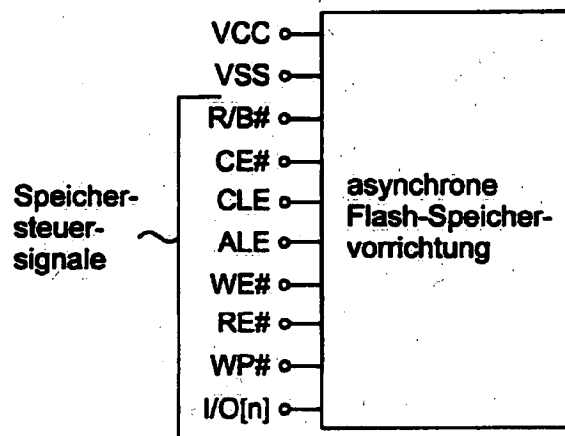 VCC
VSS
R/B#
CE#
CLE
ALE
WE#
RE#
WP#
I/O[n]
Speicher-
steuer-
signale
asynchrone
Flash-Speicher-
vorrichtung